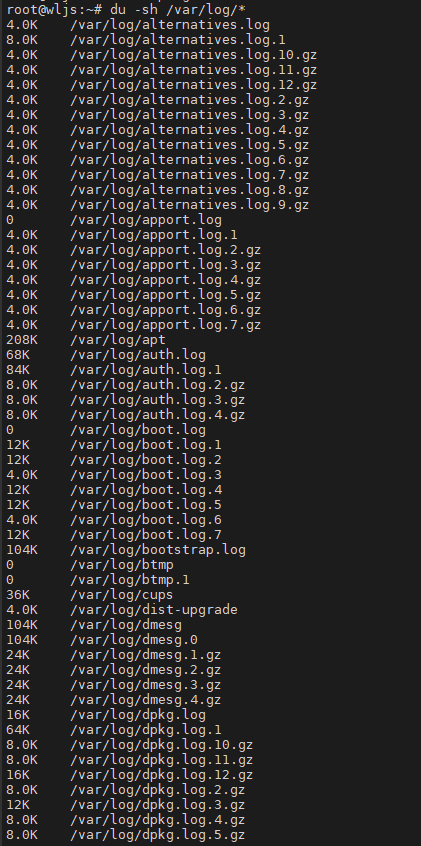 root@wljs:~# du -sh /var/log/*
4.0K /var/log/alternatives.log
8.0K /var/log/alternatives.log.1
4.0K /var/log/alternatives.log.10.gz
4.0K /var/log/alternatives.log.11.gz
4.0K /var/log/alternatives.log.12.gz
4.0K /var/log/alternatives.log.2.gz
4.0K /var/log/alternatives.log.3.gz
4.0K /var/log/alternatives.log.4.gz
4.0K /var/log/alternatives.log.5.gz
4.0K /var/log/alternatives.log.6.gz
4.0K /var/log/alternatives.log.7.gz
4.0K /var/log/alternatives.log.8.gz
4.0K /var/log/alternatives.log.9.gz
0 /var/log/apport.log
4.0K /var/log/apport.log.1
4.0K /var/log/apport.log.2.gz
4.0K /var/log/apport.log.3.gz
4.0K /var/log/apport.log.4.gz
4.0K /var/log/apport.log.5.gz
4.0K /var/log/apport.log.6.gz
4.0K /var/log/apport.log.7.gz
208K /var/log/apt
68K /var/log/auth.log
84K /var/log/auth.log.1
8.0K /var/log/auth.log.2.gz
8.0K /var/log/auth.log.3.gz
8.0K /var/log/auth.log.4.gz
0 /var/log/boot.log
12K /var/log/boot.log.1
12K /var/log/boot.log.2
4.0K /var/log/boot.log.3
12K /var/log/boot.log.4
12K /var/log/boot.log.5
4.0K /var/log/boot.log.6
12K /var/log/boot.log.7
104K /var/log/bootstrap.log
0 /var/log/btmp
0 /var/log/btmp.1
36K /var/log/cups
4.0K /var/log/dist-upgrade
104K /var/log/dmesg
104K /var/log/dmesg.0
24K /var/log/dmesg.1.gz
24K /var/log/dmesg.2.gz
24K /var/log/dmesg.3.gz
24K /var/log/dmesg.4.gz
16K /var/log/dpkg.log
64K /var/log/dpkg.log.1
8.0K /var/log/dpkg.log.10.gz
8.0K /var/log/dpkg.log.11.gz
16K /var/log/dpkg.log.12.gz
8.0K /var/log/dpkg.log.2.gz
12K /var/log/dpkg.log.3.gz
8.0K /var/log/dpkg.log.4.gz
8.0K /var/log/dpkg.log.5.gz